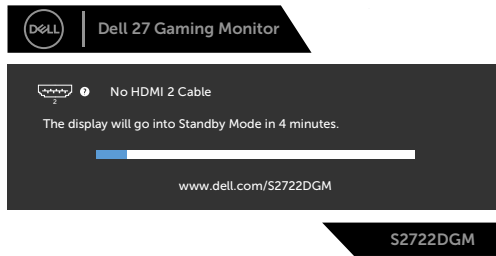 DELL
Dell 27 Gaming Monitor
2 ? No HDMI 2 Cable
The display will go into Standby Mode in 4 minutes.
www.dell.com/S2722DGM
S2722DGM